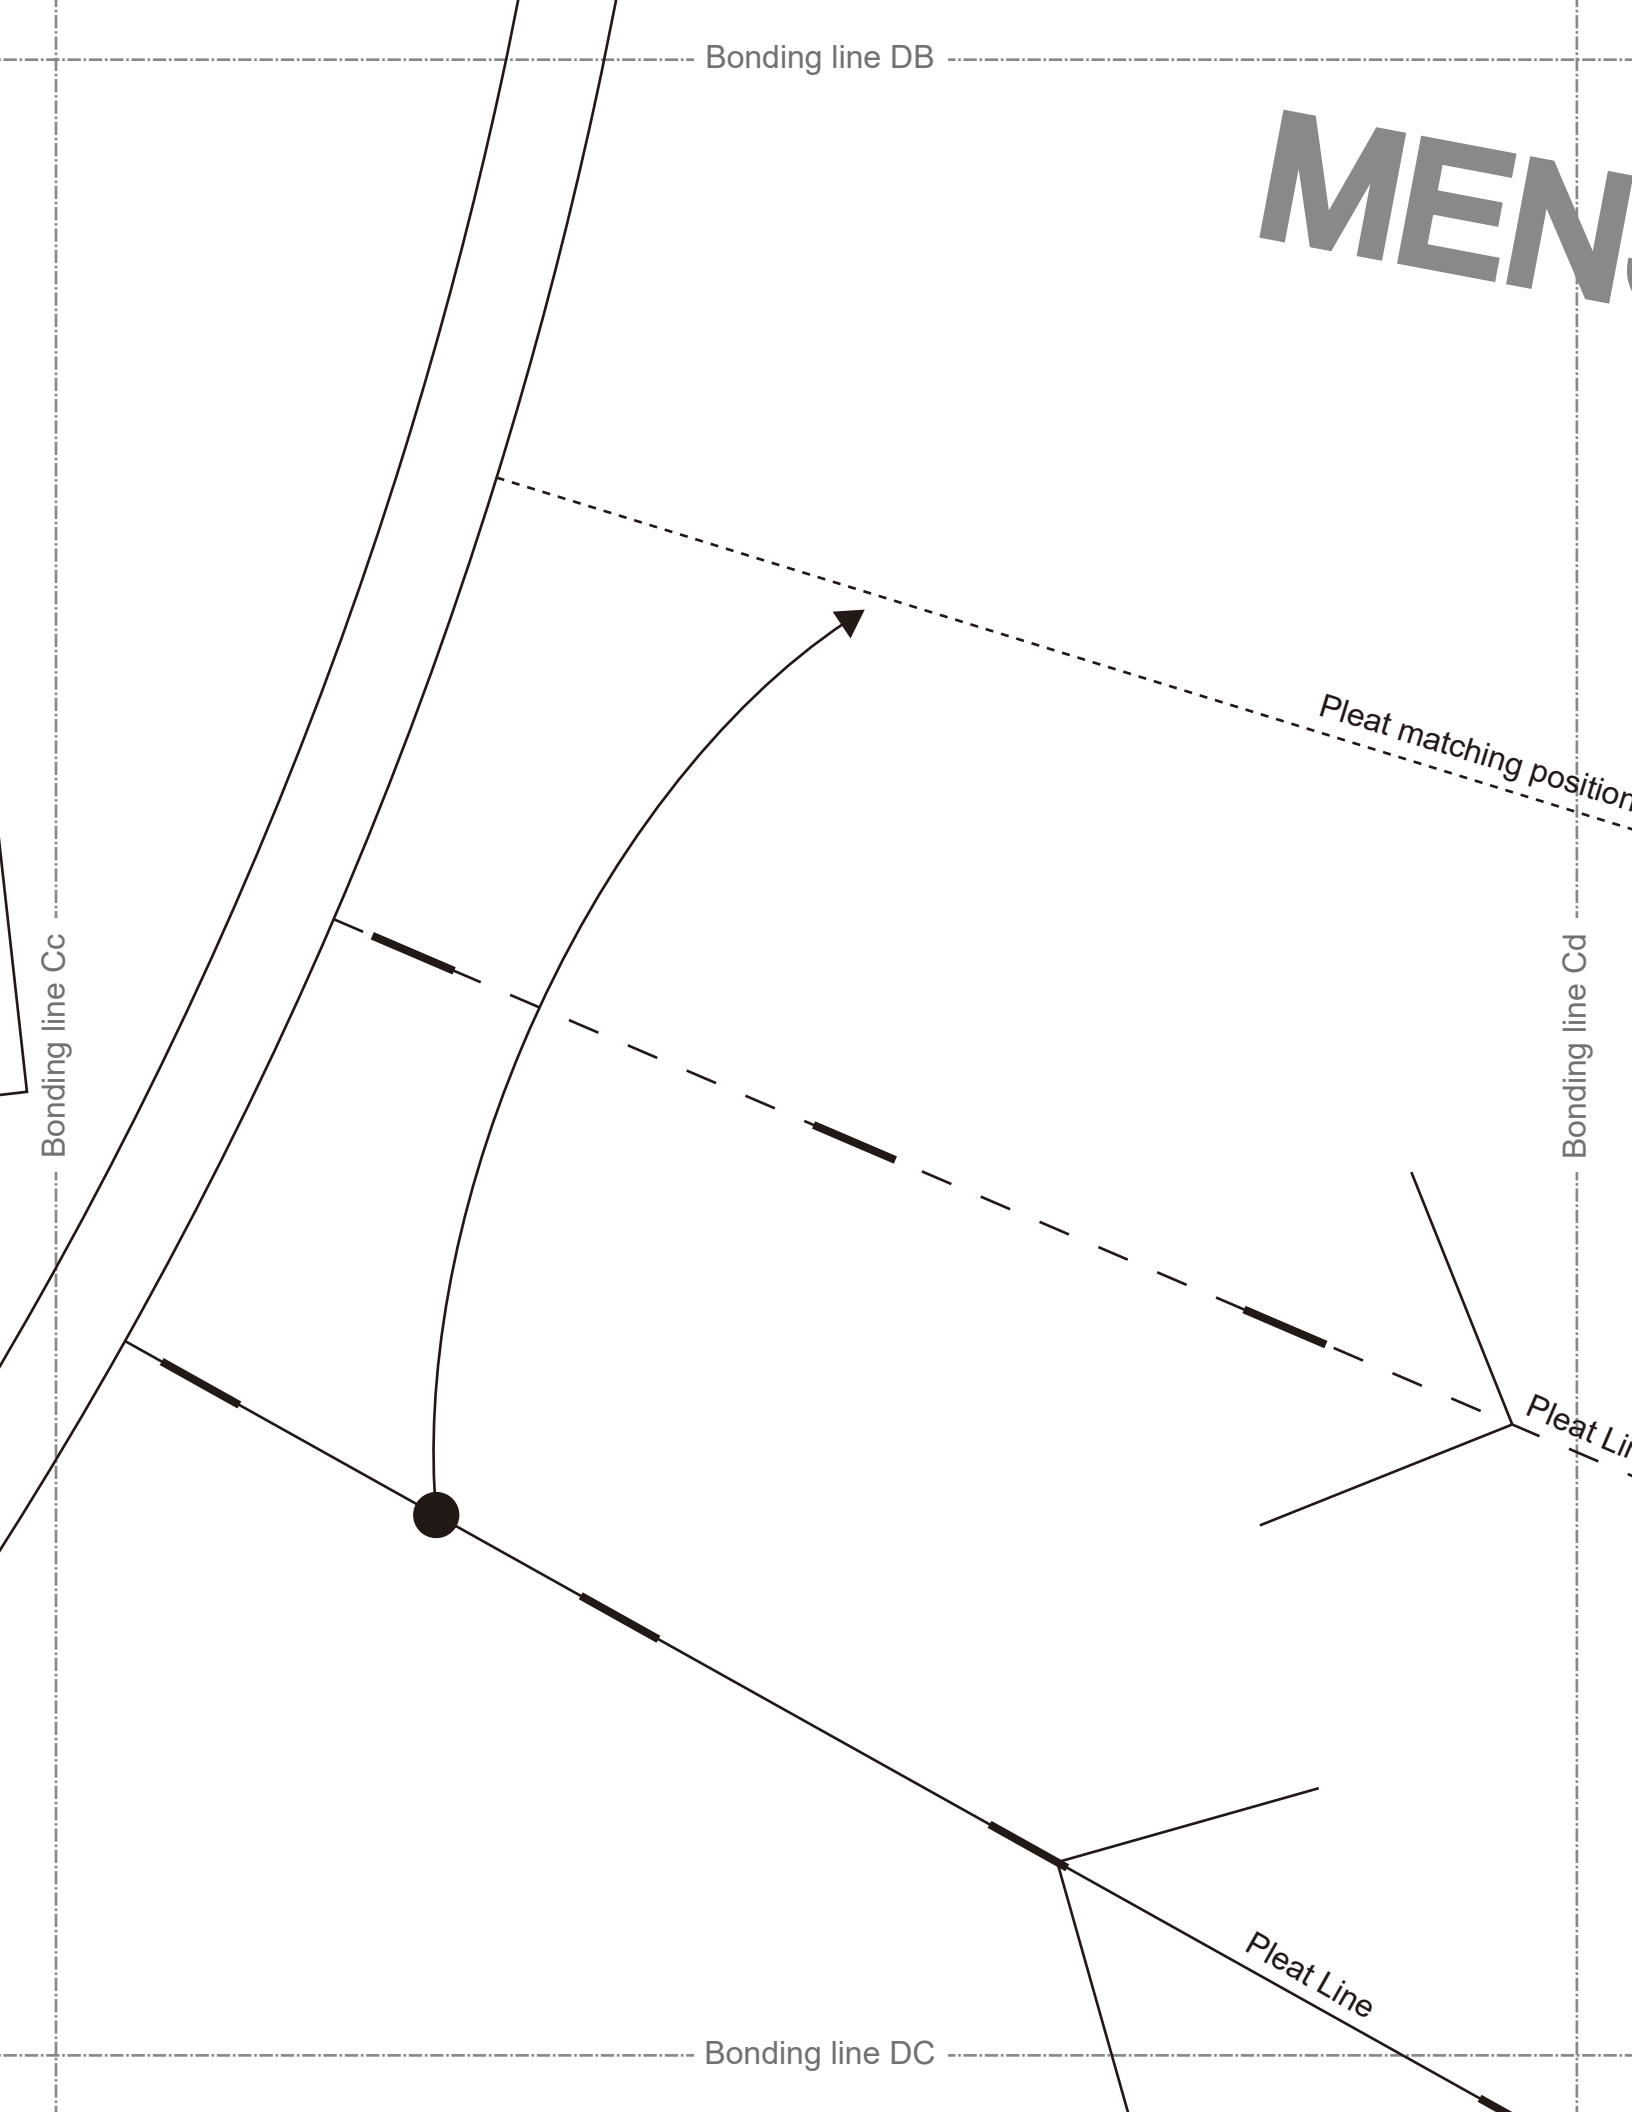 Bonding line DB
MEN
Pleat matching position
Bonding line Cc
Bonding line Cd
Pleat
Pleat Line
Bonding line DC